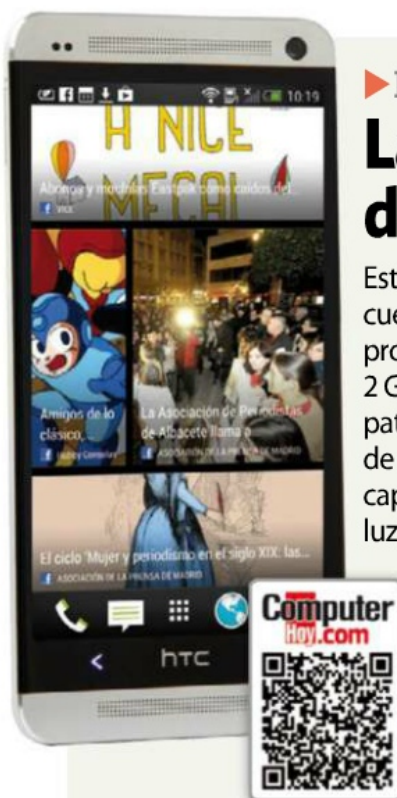 10:19
A NICE
MEGAL
Abonos y mochilas Eastpak como caídos del...
VICE
Amigos de lo
clásico,...
La Asociación de Periodistas
de Albacete llama a
ASOCIACIÓN DE LA PRENSA DE MADRID
El ciclo 'Mujer y periodismo en el siglo XIX: las...
ASOCIACIÓN DE LA PRENSA DE MADRID
hTC
La
d
Est
cue
pro
2 G
pat
de
cap
luz
Computer
Hoy.com